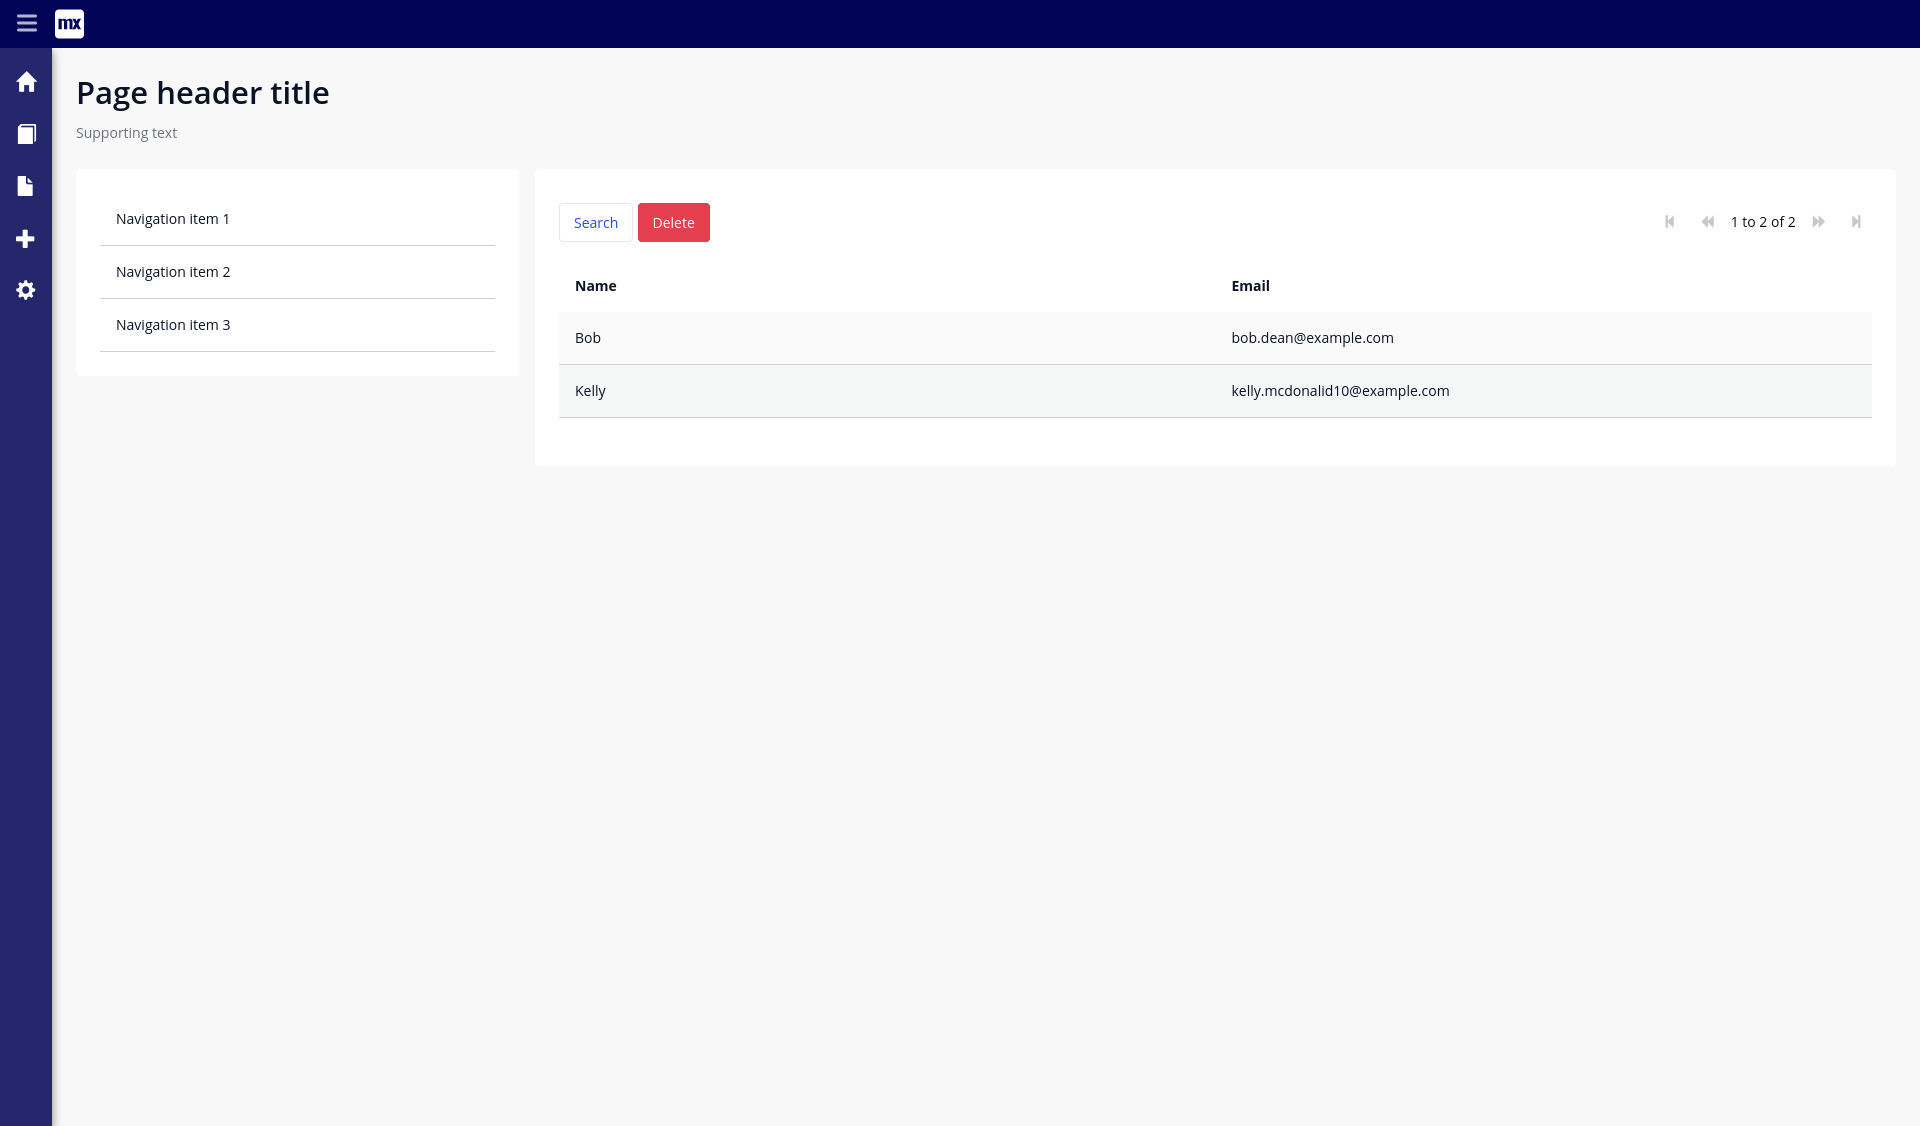 mx
Page header title
Supporting text
Navigation item 1
Navigation item 2
Navigation item 3
Search Delete 1 to 2 of 2
Name Email
Bob bob.dean@example.com
Kelly kelly.mcdonalid10@example.com